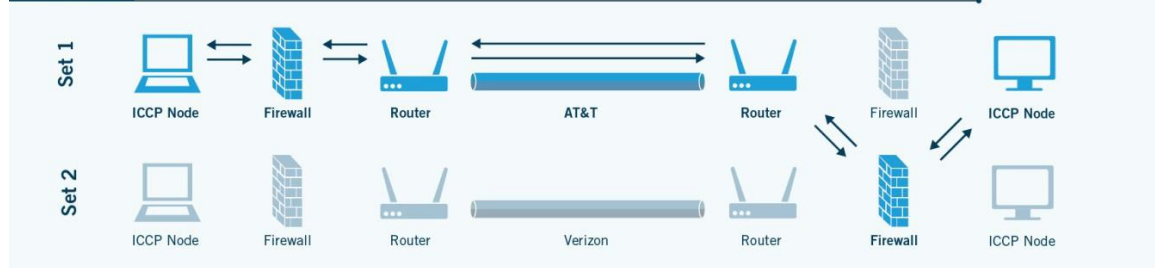 Set 1
ICCP Node Firewall Router AT&T Router Firewall ICCP Node
Set 2
ICCP Node Firewall Router Verizon Router Firewall ICCP Node